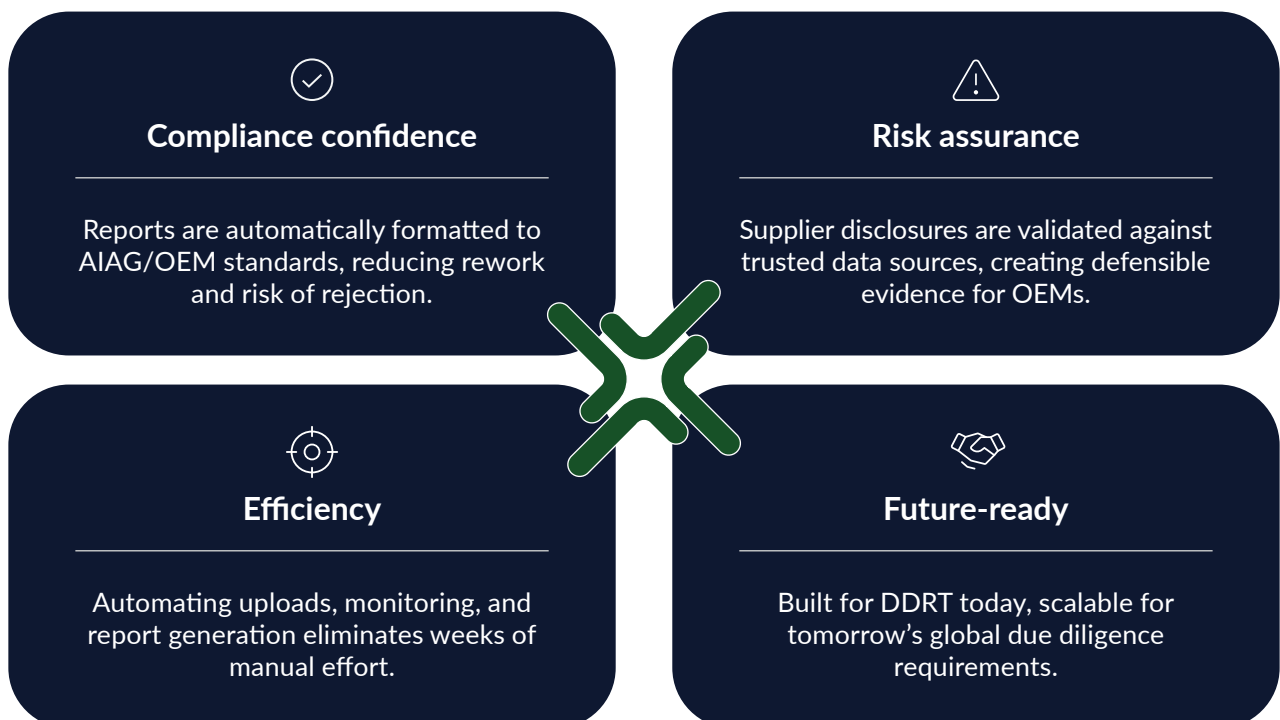 Compliance confidence
Reports are automatically formatted to
AIAG/OEM standards, reducing rework
and risk of rejection.
Risk assurance
Supplier disclosures are validated against
trusted data sources, creating defensible
evidence for OEMs.
Efficiency
Automating uploads, monitoring, and
report generation eliminates weeks of
manual effort.
Future-ready
Built for DDRT today, scalable for
tomorrow’s global due diligence
requirements.